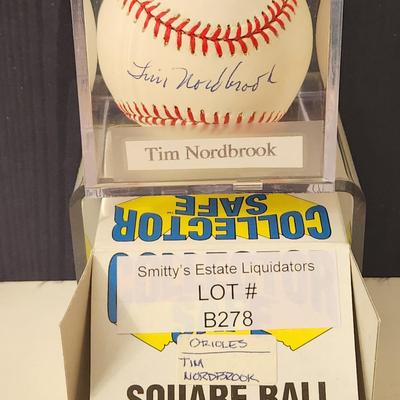 Tim Nordbrook
Tim Nordbrook
COLLECTOR
SAFE
Smitty's Estate Liquidators
LOT #
B278
ORIOLES
TIM
NORDBROOK
SQUARE BALL